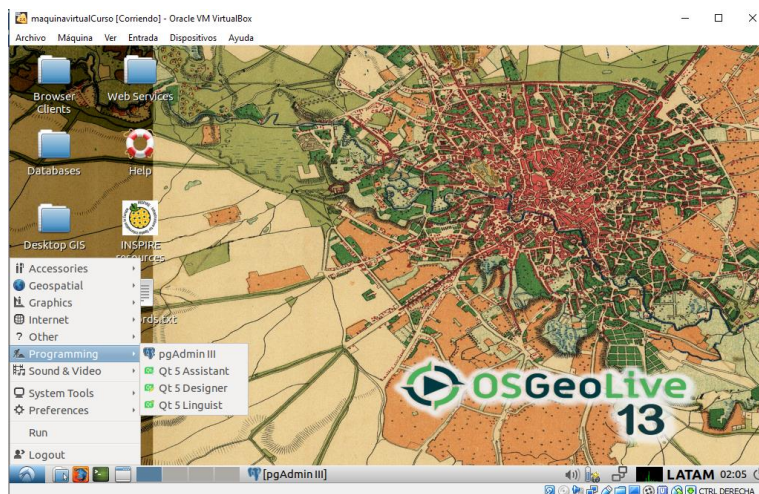 maquinavirtualCurso [Corriendo] - Oracle VM VirtualBox
Archivo Máquina Ver Entrada Dispositivos Ayuda
Browser Clients
Web Services
Databases
Help
Desktop GIS
INSPIRE resources
Accessories
Geospatial
Graphics
Internet
Other
Programming
Sound & Video
System Tools
Preferences
Run
Logout
pgAdmin III
Qt 5 Assistant
Qt 5 Designer
Qt 5 Linguist
OSGeoLive
13
[pgAdmin III]
LATAM 02:05
CTRL DERECHA